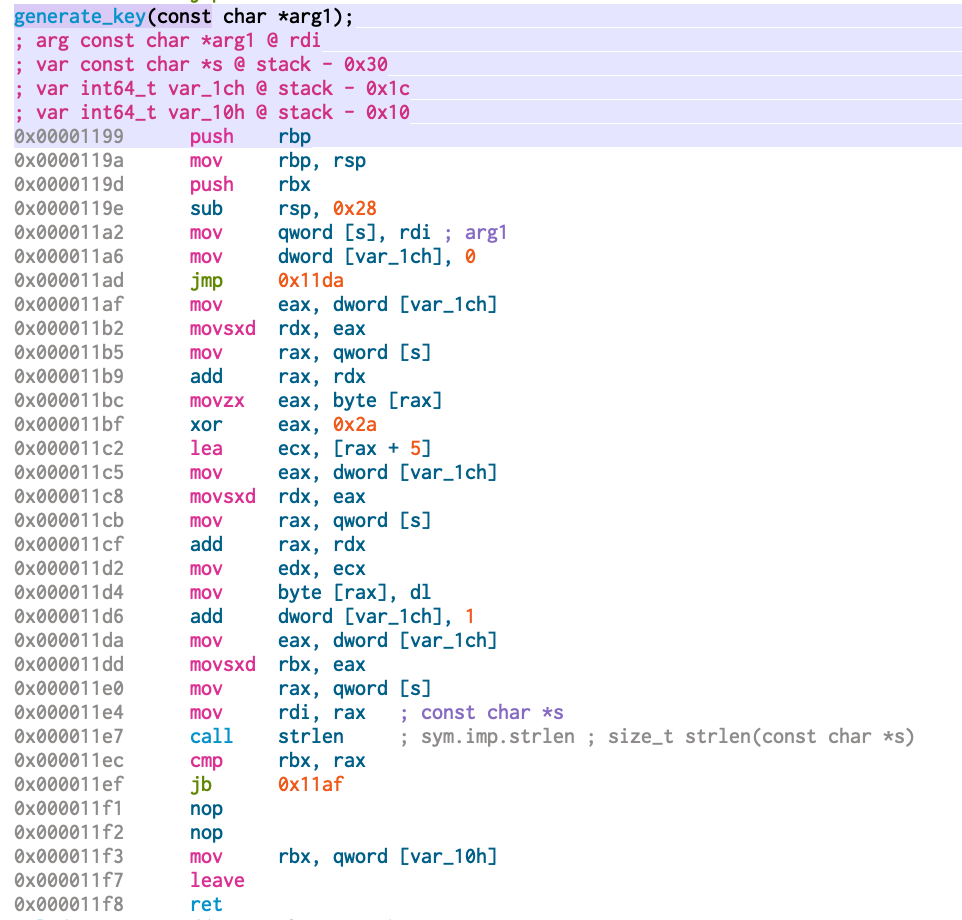 generate_key(const char *arg1);
; arg const char *arg1 @ rdi
; var const char *s @ stack - 0x30
; var int64_t var_1ch @ stack - 0x1c
; var int64_t var_10h @ stack - 0x10
0x00001199 push rbp
0x0000119a mov rbp, rsp
0x0000119d push rbx
0x0000119e sub rsp, 0x28
0x000011a2 mov qword [s], rdi ; arg1
0x000011a6 mov dword [var_1ch], 0
0x000011ad jmp 0x11da
0x000011af mov eax, dword [var_1ch]
0x000011b2 movsxd rdx, eax
0x000011b5 mov rax, qword [s]
0x000011b9 add rax, rdx
0x000011bc movzx eax, byte [rax]
0x000011bf xor eax, 0x2a
0x000011c2 lea ecx, [rax + 5]
0x000011c5 mov eax, dword [var_1ch]
0x000011c8 movsxd rdx, eax
0x000011cb mov rax, qword [s]
0x000011cf add rax, rdx
0x000011d2 mov edx, ecx
0x000011d4 mov byte [rax], dl
0x000011d6 add dword [var_1ch], 1
0x000011da mov eax, dword [var_1ch]
0x000011dd movsxd rbx, eax
0x000011e0 mov rax, qword [s]
0x000011e4 mov rdi, rax ; const char *s
0x000011e7 call strlen ; sym.imp.strlen ; size_t strlen(const char *s)
0x000011ec cmp rbx, rax
0x000011ef jb 0x11af
0x000011f1 nop
0x000011f2 nop
0x000011f3 mov rbx, qword [var_10h]
0x000011f7 leave
0x000011f8 ret